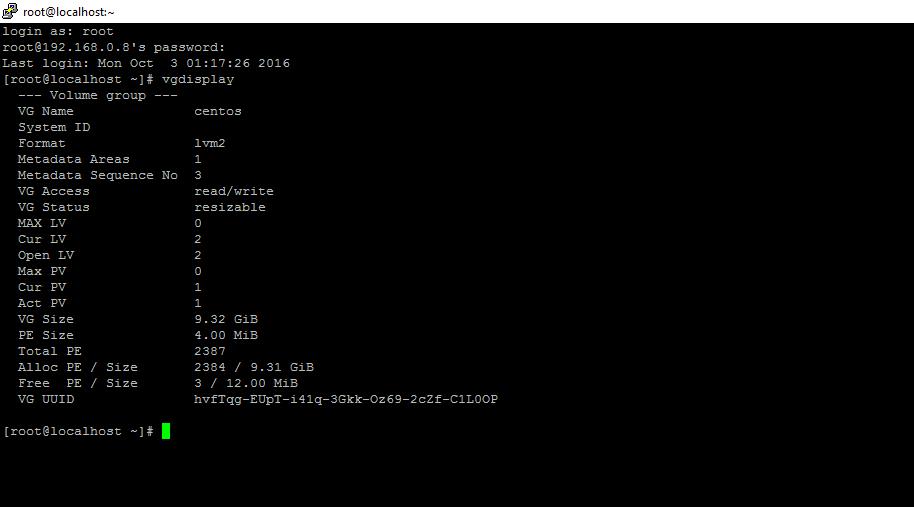 root@localhost:~
login as: root
root@192.168.0.8's password:
Last login: Mon Oct  3 01:17:26 2016
[root@localhost ~]# vgdisplay
  --- Volume group ---
  VG Name               centos
  System ID
  Format                lvm2
  Metadata Areas        1
  Metadata Sequence No  3
  VG Access             read/write
  VG Status             resizable
  MAX LV                0
  Cur LV                2
  Open LV               2
  Max PV                0
  Cur PV                1
  Act PV                1
  VG Size               9.32 GiB
  PE Size               4.00 MiB
  Total PE              2387
  Alloc PE / Size       2384 / 9.31 GiB
  Free  PE / Size       3 / 12.00 MiB
  VG UUID               hvfTqg-EUpT-i41q-3Gkk-Oz69-2cZf-C1L0OP
[root@localhost ~]#